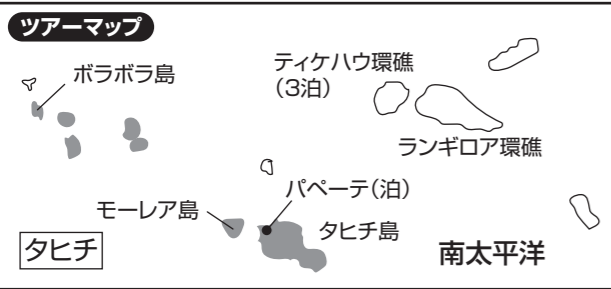 ツアーマップ
ボラボラ島
ティケハウ環礁
(3泊)
ランギロア環礁
パペーテ(泊)
モーレア島
タヒチ島
タヒチ
南太平洋